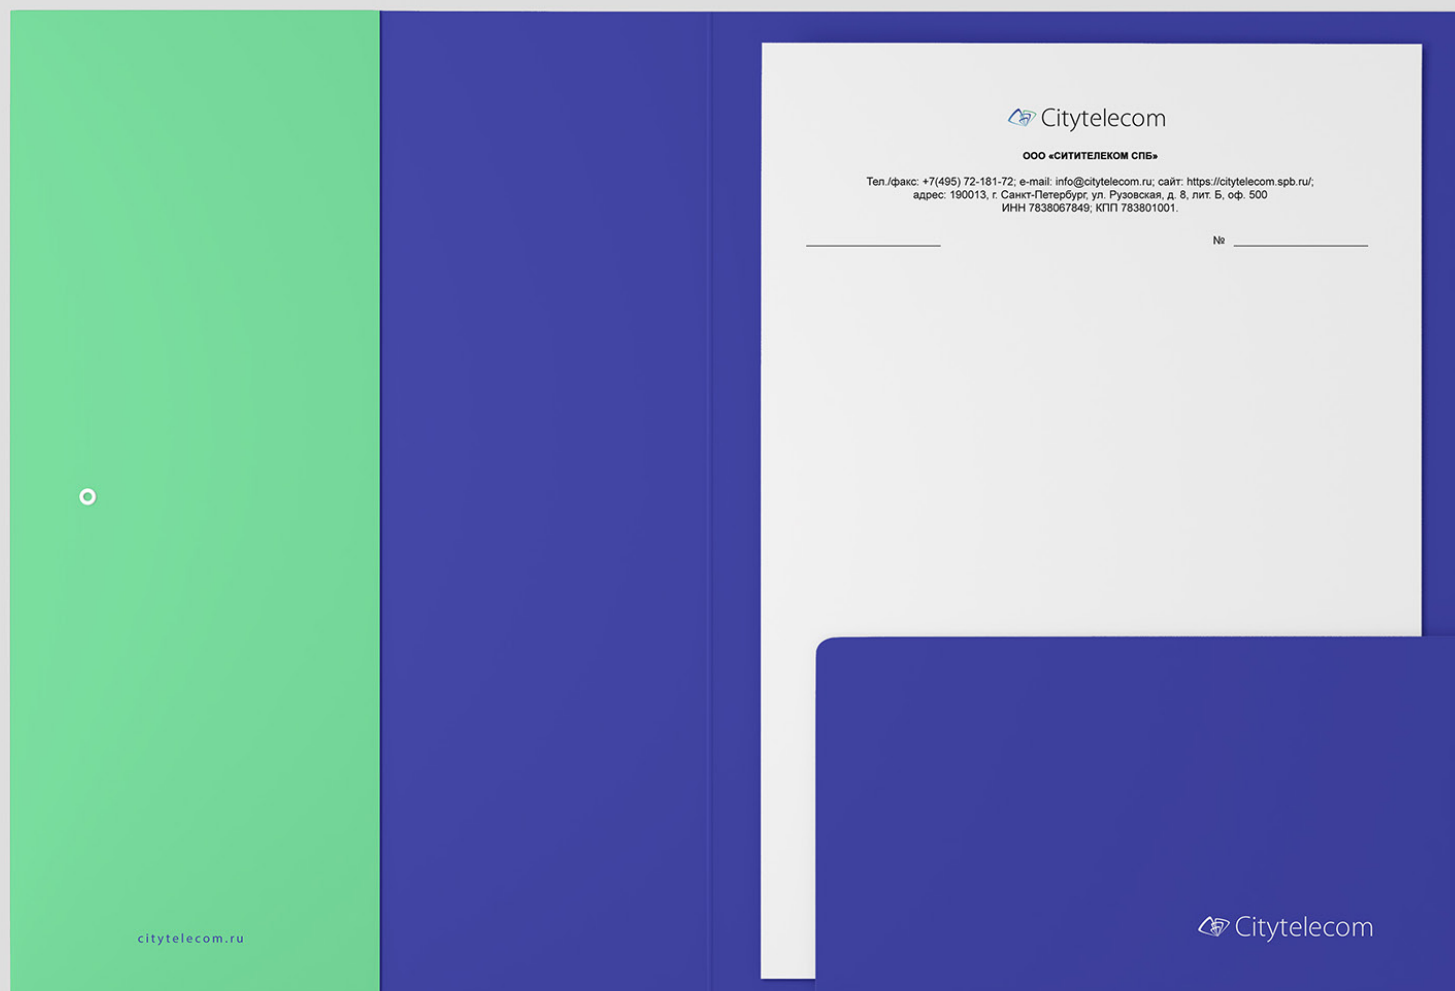 Citytelecom
ООО «СИТИТЕЛЕКОМ СПБ»
Тел./факс: +7(495) 72-181-72; e-mail: info@citytelecom.ru; сайт: https://citytelecom.spb.ru/;
адрес: 190013, г. Санкт-Петербург, ул. Рузовская, д. 8, лит. Б, оф. 500
ИНН 7838067849; КПП 783801001.
№
citytelecom.ru
Citytelecom